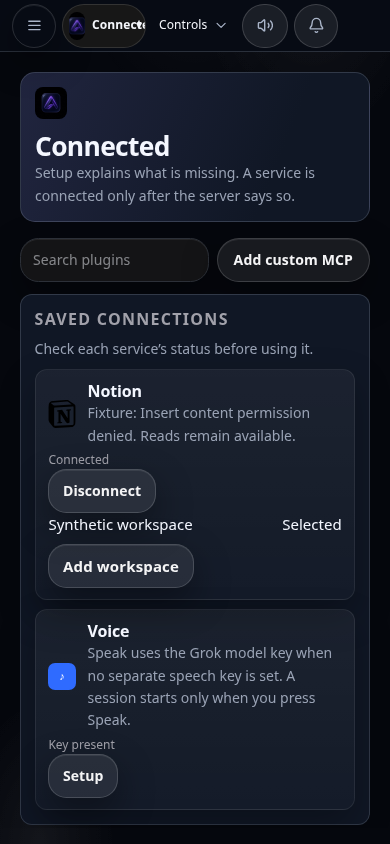 Connecte
Controls
Connected
Setup explains what is missing. A service is
connected only after the server says so.
Search plugins
Add custom MCP
SAVED CONNECTIONS
Check each service’s status before using it.
Notion
Fixture: Insert content permission
denied. Reads remain available.
Connected
Disconnect
Synthetic workspace
Selected
Add workspace
Voice
Speak uses the Grok model key when
no separate speech key is set. A
session starts only when you press
Speak.
Key present
Setup